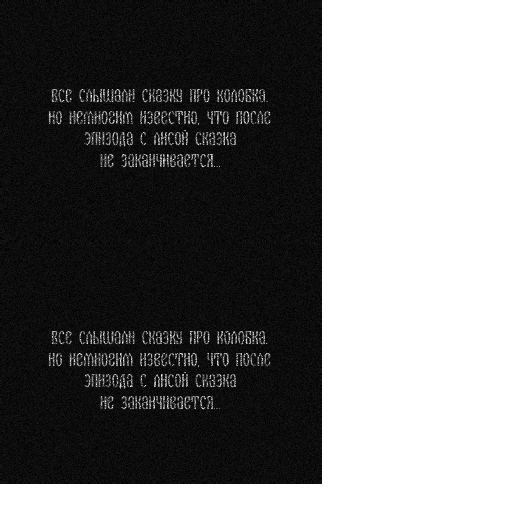 Все слышали сказку про колобка.
Но немногим известно, что после
эпизода с лисой сказка
не заканчивается...
Все слышали сказку про колобка.
Но немногим известно, что после
эпизода с лисой сказка
не заканчивается...